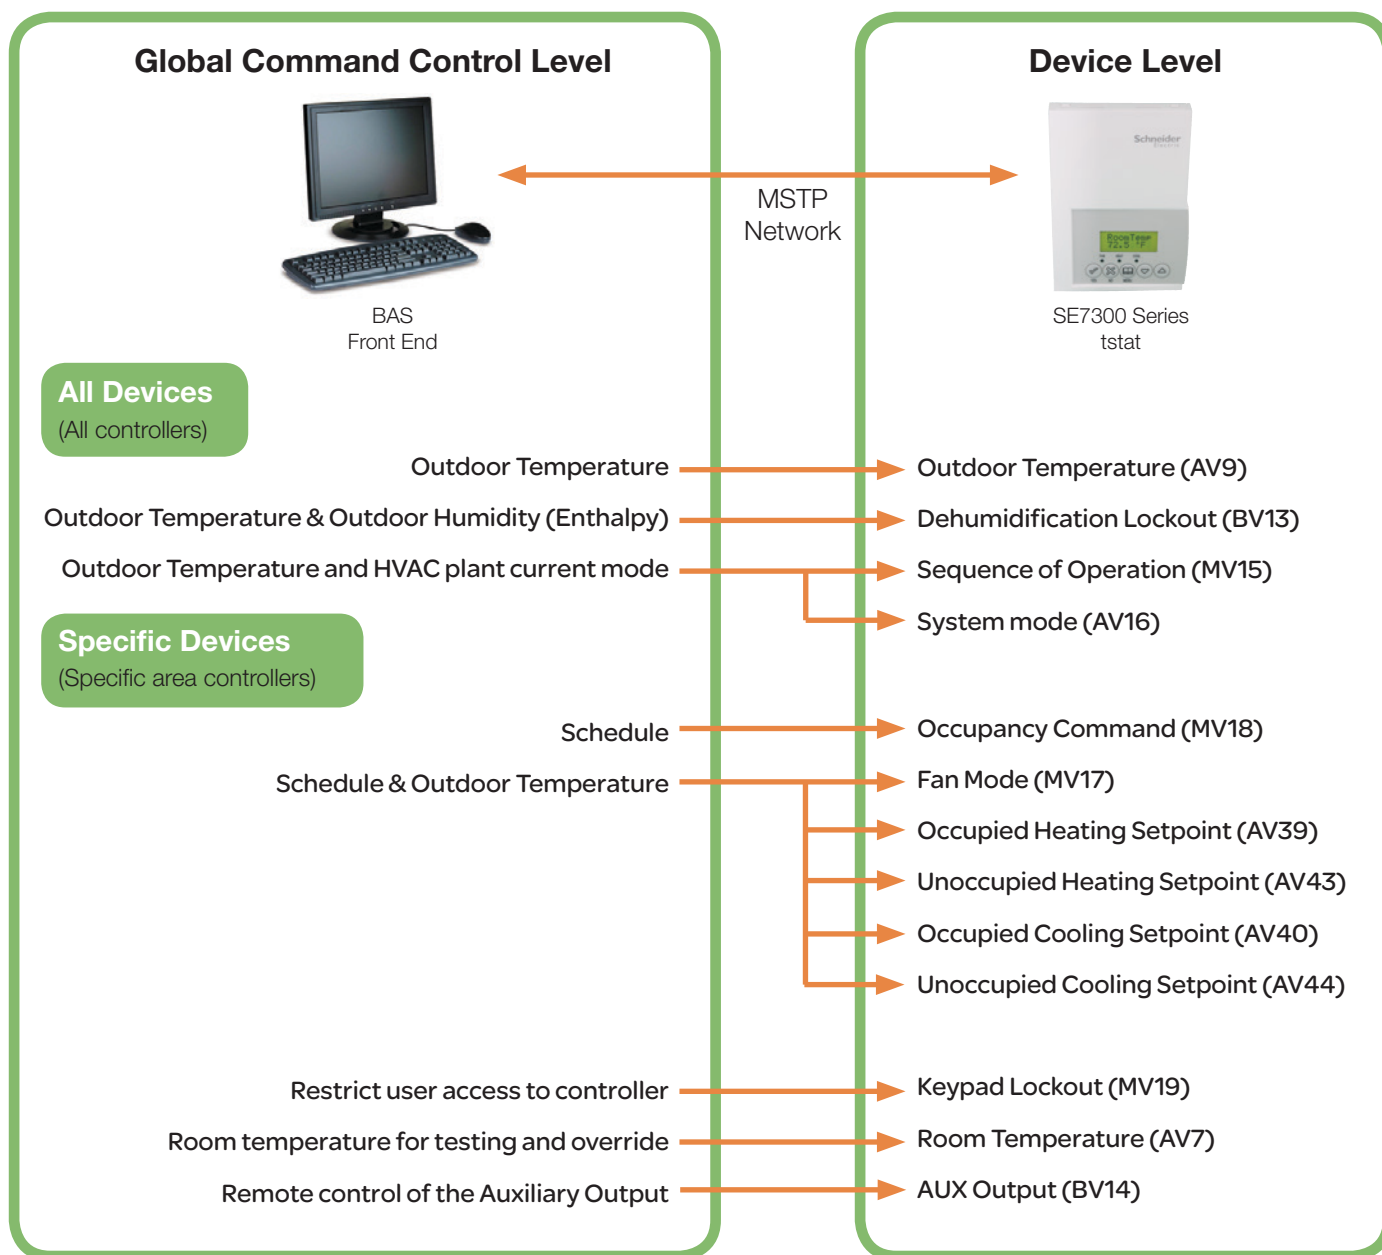 Global Command Control Level
Device Level
Schneider
Electric
RoomTemp
72.5 °F
MSTP
Network
BAS
Front End
SE7300 Series
tstat
All Devices
(All controllers)
Outdoor Temperature
Outdoor Temperature (AV9)
Outdoor Temperature & Outdoor Humidity (Enthalpy)
Dehumidification Lockout (BV13)
Outdoor Temperature and HVAC plant current mode
Sequence of Operation (MV15)
System mode (AV16)
Specific Devices
(Specific area controllers)
Schedule
Occupancy Command (MV18)
Schedule & Outdoor Temperature
Fan Mode (MV17)
Occupied Heating Setpoint (AV39)
Unoccupied Heating Setpoint (AV43)
Occupied Cooling Setpoint (AV40)
Unoccupied Cooling Setpoint (AV44)
Restrict user access to controller
Keypad Lockout (MV19)
Room temperature for testing and override
Room Temperature (AV7)
Remote control of the Auxiliary Output
AUX Output (BV14)